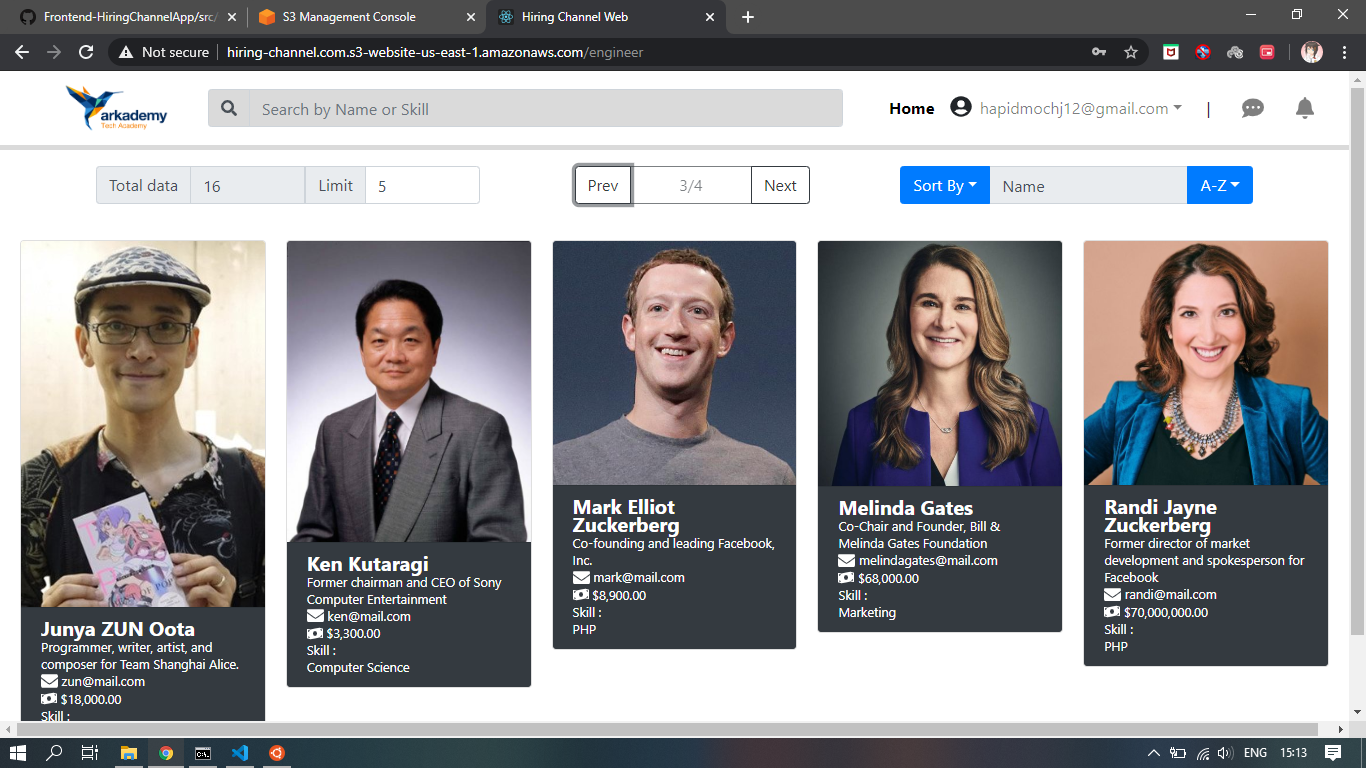 Frontend-HiringChannelApp/src/
S3 Management Console
Hiring Channel Web
Not secure
hiring-channel.com.s3-website-us-east-1.amazonaws.com/engineer
arkademy
Tech Academy
Search by Name or Skill
Home
hapidmochj12@gmail.com
Total data
16
Limit
5
Prev
3/4
Next
Sort By
Name
A-Z
Junya ZUN Oota
Programmer, writer, artist, and
composer for Team Shanghai Alice.
zun@mail.com
$18,000.00
Skill :
Ken Kutaragi
Former chairman and CEO of Sony
Computer Entertainment
ken@mail.com
$3,300.00
Skill :
Computer Science
Mark Elliot
Zuckerberg
Co-founding and leading Facebook,
Inc.
mark@mail.com
$8,900.00
Skill :
PHP
Melinda Gates
Co-Chair and Founder, Bill &
Melinda Gates Foundation
melindagates@mail.com
$68,000.00
Skill :
Marketing
Randi Jayne
Zuckerberg
Former director of market
development and spokesperson for
Facebook
randi@mail.com
$70,000,000.00
Skill :
PHP
ENG
15:13